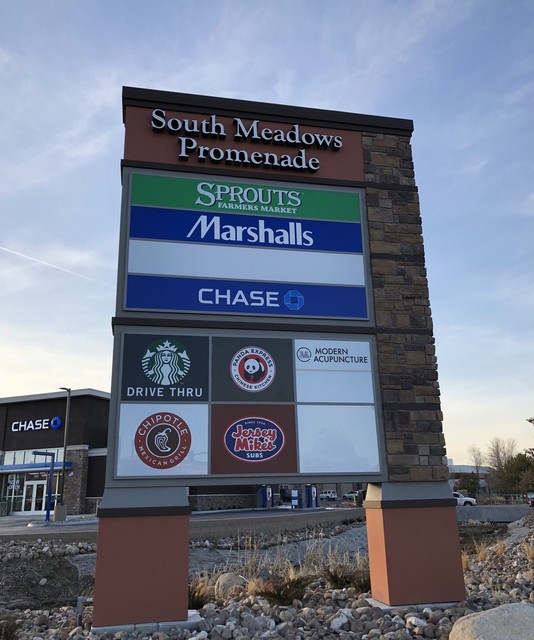 South Meadows
Promenade
SPROUTS
FARMERS MARKET
Marshalls
CHASE
DRIVE THRU
PANDA EXPRESS
CHINESE KITCHEN
MODERN
ACUPUNCTURE
CHIPOTLE
MEXICAN GRILL
SINCE 1956
Jersey
Mike's
SUBS
CHASE